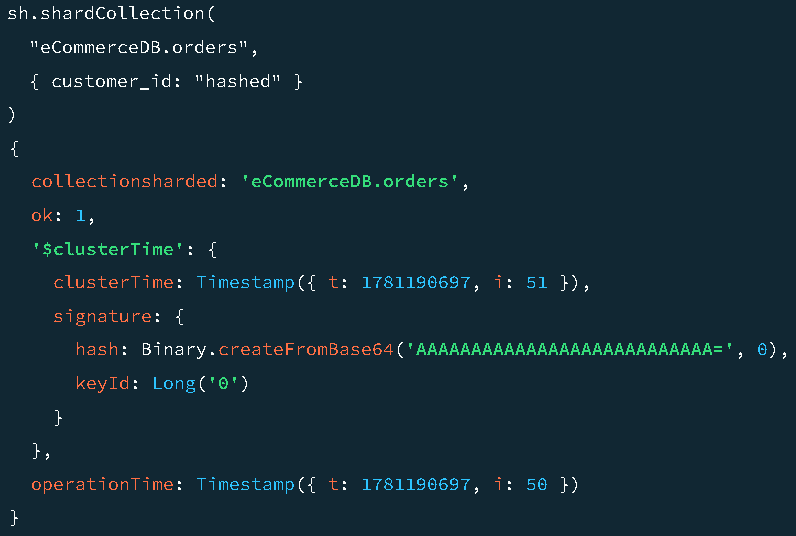 sh.shardCollection(
"eCommerceDB.orders",
{ customer_id: "hashed" }
)
{
collectionsharded: 'eCommerceDB.orders',
ok: 1,
'$clusterTime': {
clusterTime: Timestamp({ t: 1781190697, i: 51 }),
signature: {
hash: Binary.createFromBase64('AAAAAAAAAAAAAAAAAAAAAAAAAAA=', 0),
keyId: Long('0')
}
},
operationTime: Timestamp({ t: 1781190697, i: 50 })
}